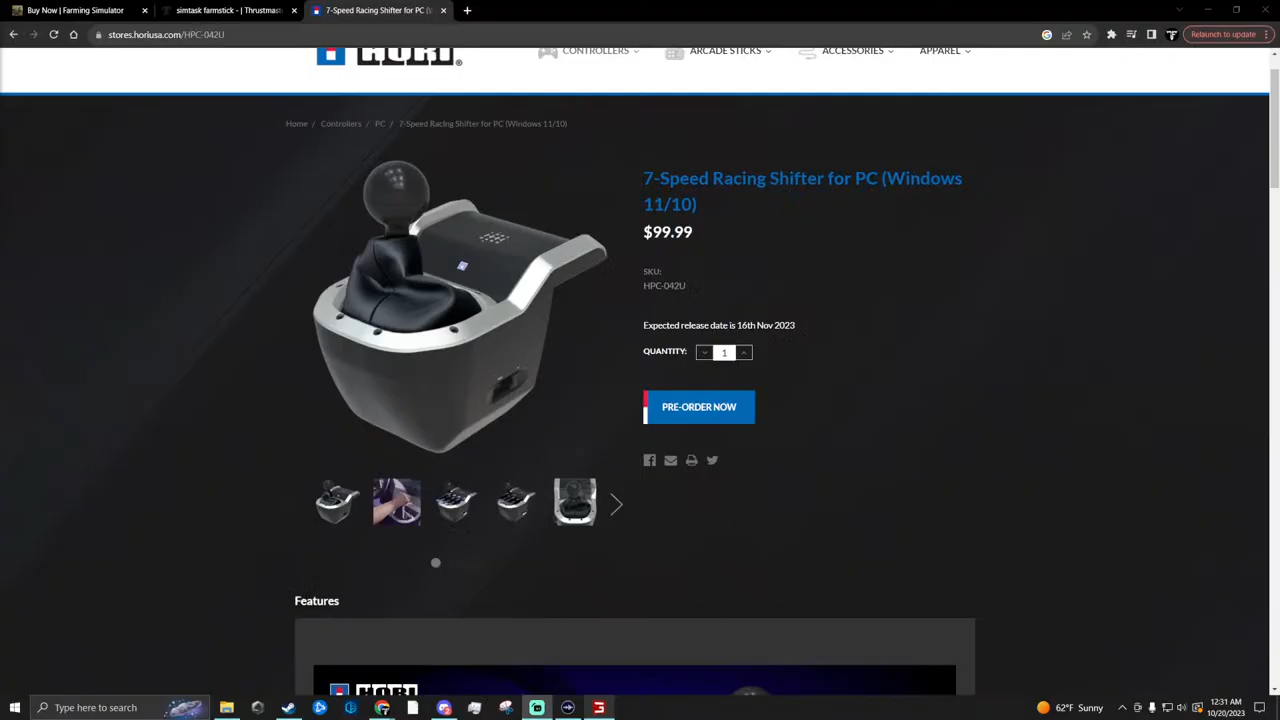 Buy Now | Farming Simulator
simtask farmstick - | Thrustmast
7-Speed Racing Shifter for PC (
stores.horiusa.com/HPC-042U
Relaunch to update
HORI®
CONTROLLERS
ARCADE STICKS
ACCESSORIES
APPAREL
Home / Controllers / PC / 7-Speed Racing Shifter for PC (Windows 11/10)
7-Speed Racing Shifter for PC (Windows
11/10)
$99.99
SKU:
HPC-042U
Expected release date is 16th Nov 2023
QUANTITY:
1
PRE-ORDER NOW
Features
HORI
Type here to search
62°F Sunny
12:31 AM
10/20/2023